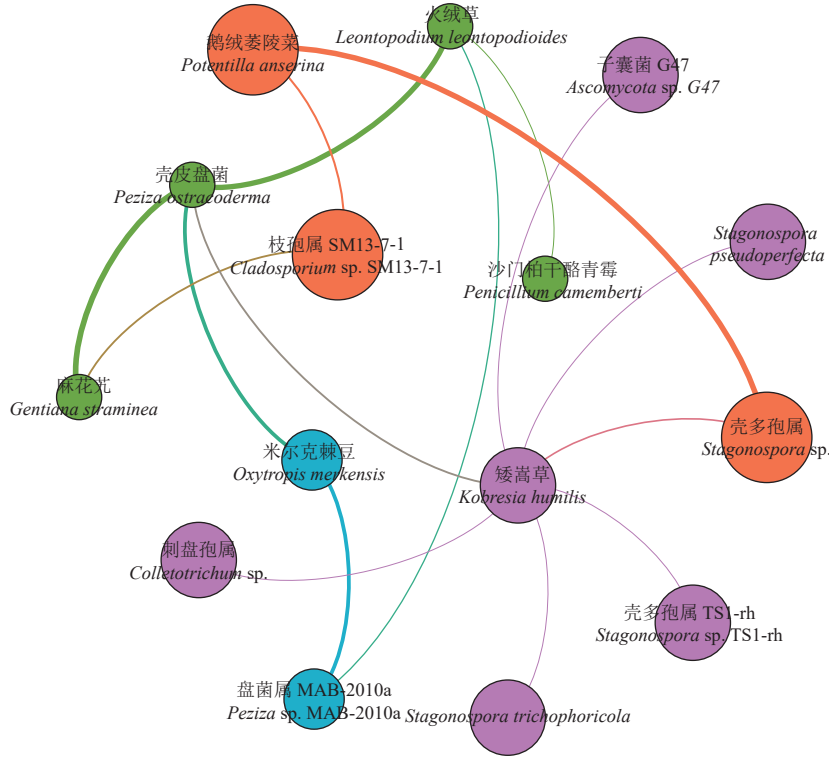 火绒草
Leontopodium leontopodioides
鹅绒萎陵菜
Potentilla anserina
子囊菌 G47
Ascomycota sp. G47
壳皮盘菌
Peziza ostracoderma
枝孢属 SM13-7-1
Cladosporium sp. SM13-7-1
Stagonospora
pseudoperfecta
沙门柏干酪青霉
Penicillium camemberti
麻花艽
Gentiana straminea
壳多孢属
Stagonospora sp.
米尔克棘豆
Oxytropis merkensis
矮嵩草
Kobresia humilis
刺盘孢属
Colletotrichum sp.
壳多孢属 TS1-rh
Stagonospora sp. TS1-rh
盘菌属 MAB-2010a
Peziza sp. MAB-2010a
Stagonospora trichophoricola